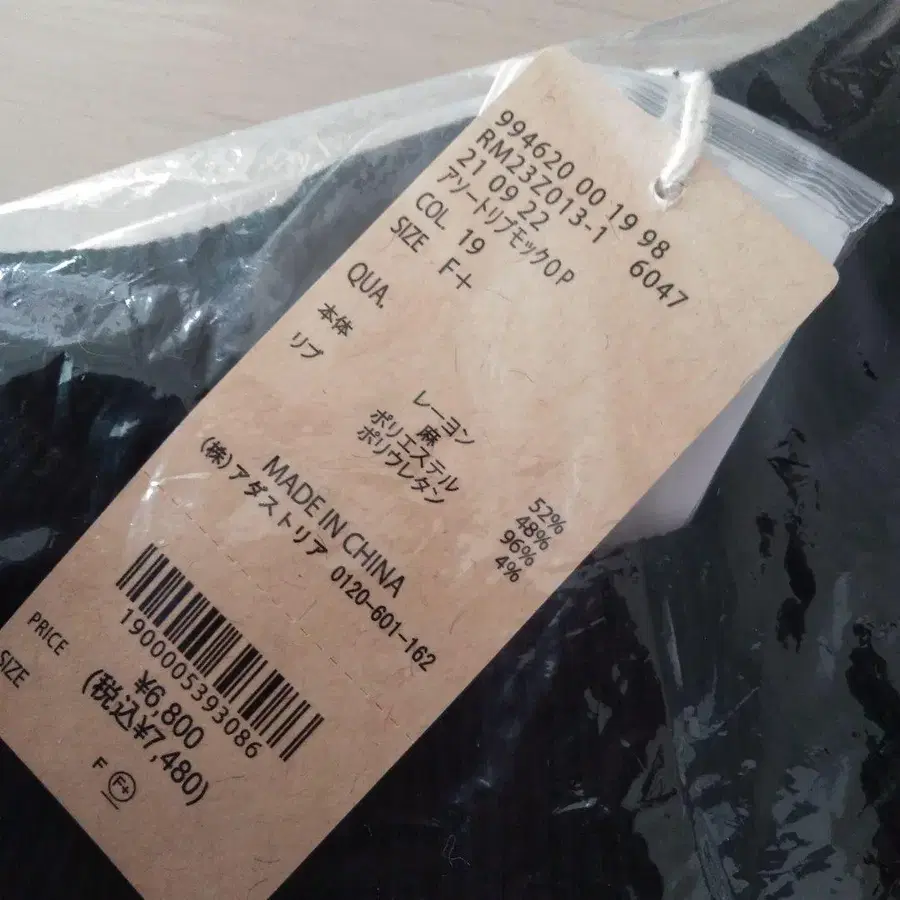 994620 00 19 98
RM23Z013-1 6047
21 09 22
アソートリブモックOP
COL 19
SIZE F+
QUA.
本体 レーヨン 52%
麻 48%
リブ ポリエステル 96%
ポリウレタン 4%
MADE IN CHINA
(株)アダストリア 0120-601-162
1900005393086
PRICE ¥6,800
(税込¥7,480)
SIZE F F+